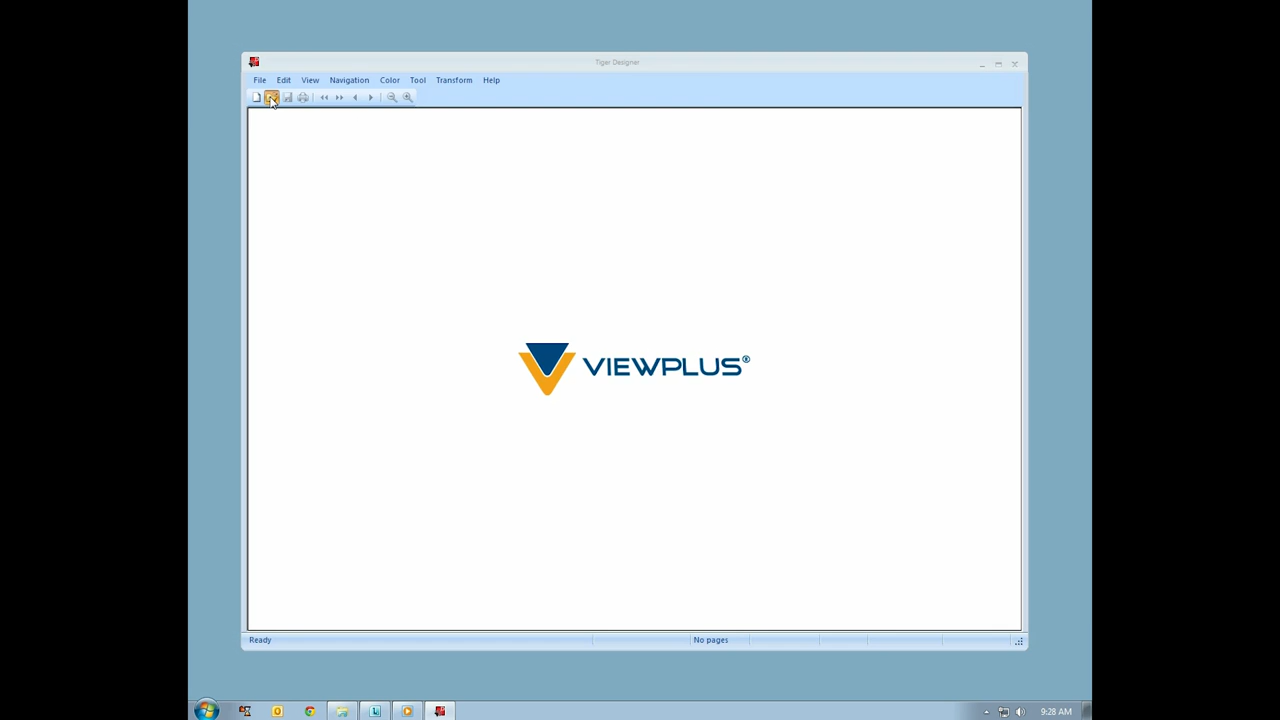 Tiger Designer
File Edit View Navigation Color Tool Transform Help
VIEWPLUS®
Ready No pages
9:28 AM